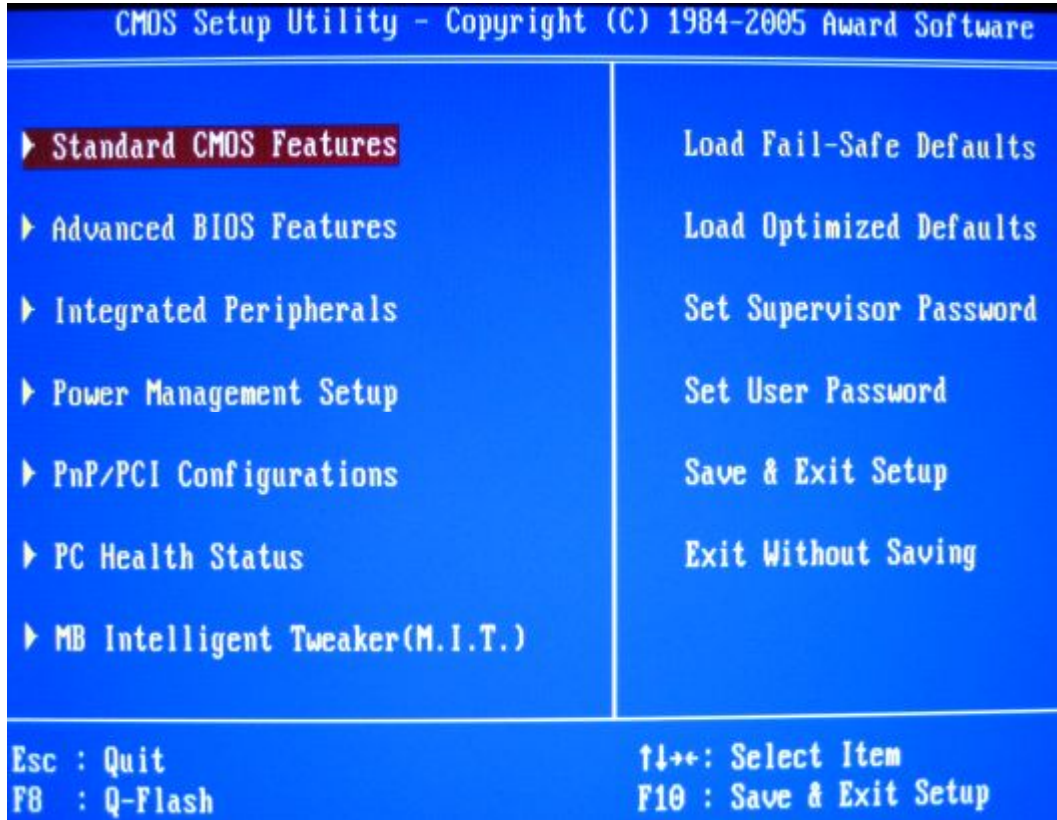 CMOS Setup Utility - Copyright (C) 1984-2005 Award Software
▶ Standard CMOS Features
▶ Advanced BIOS Features
▶ Integrated Peripherals
▶ Power Management Setup
▶ PnP/PCI Configurations
▶ PC Health Status
▶ MB Intelligent Tweaker(M.I.T.)
Load Fail-Safe Defaults
Load Optimized Defaults
Set Supervisor Password
Set User Password
Save & Exit Setup
Exit Without Saving
Esc : Quit
F8 : Q-Flash
↑↓→←: Select Item
F10 : Save & Exit Setup